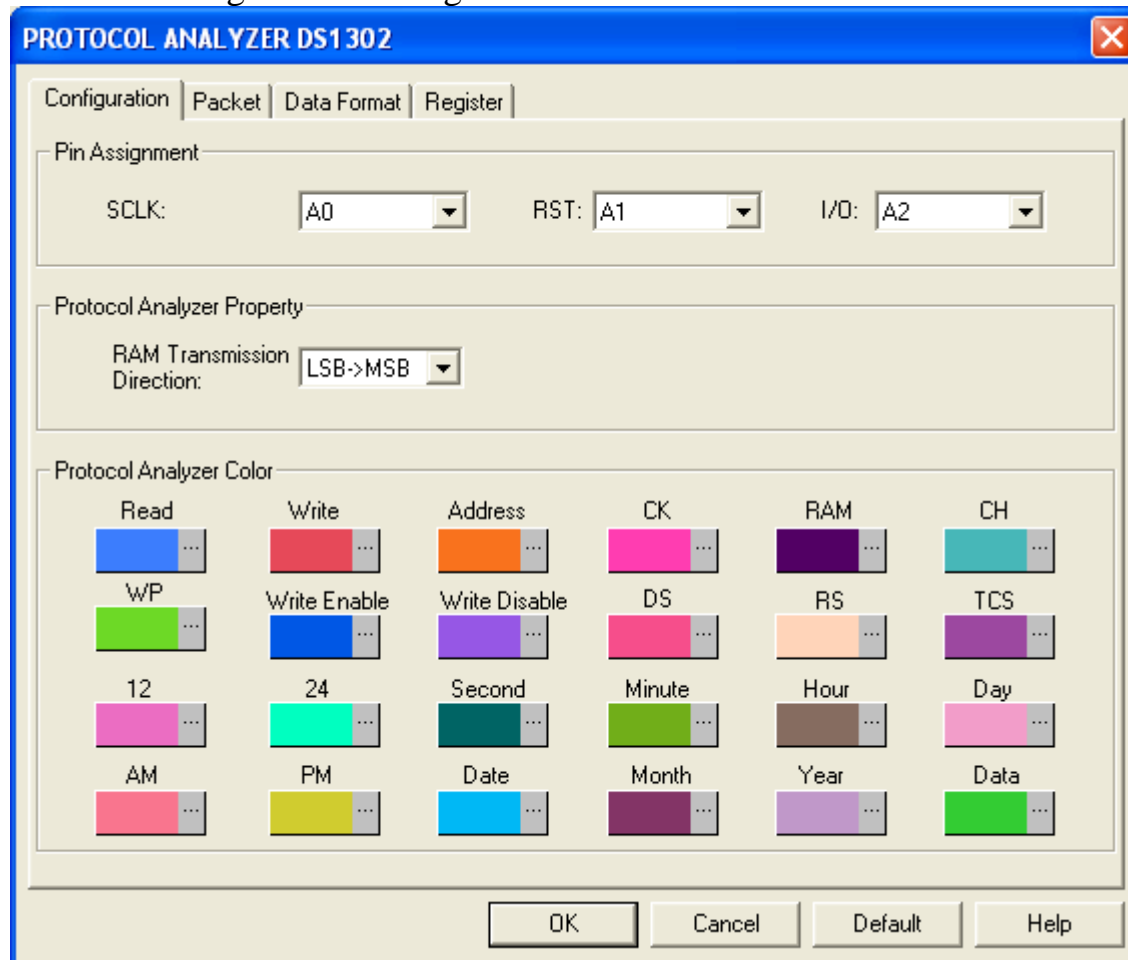 PROTOCOL ANALYZER DS1302
Configuration Packet Data Format Register
Pin Assignment
SCLK: A0 RST: A1 I/O: A2
Protocol Analyzer Property
RAM Transmission Direction: LSB->MSB
Protocol Analyzer Color
Read Write Address CK RAM CH
WP Write Enable Write Disable DS RS TCS
12 24 Second Minute Hour Day
AM PM Date Month Year Data
OK Cancel Default Help